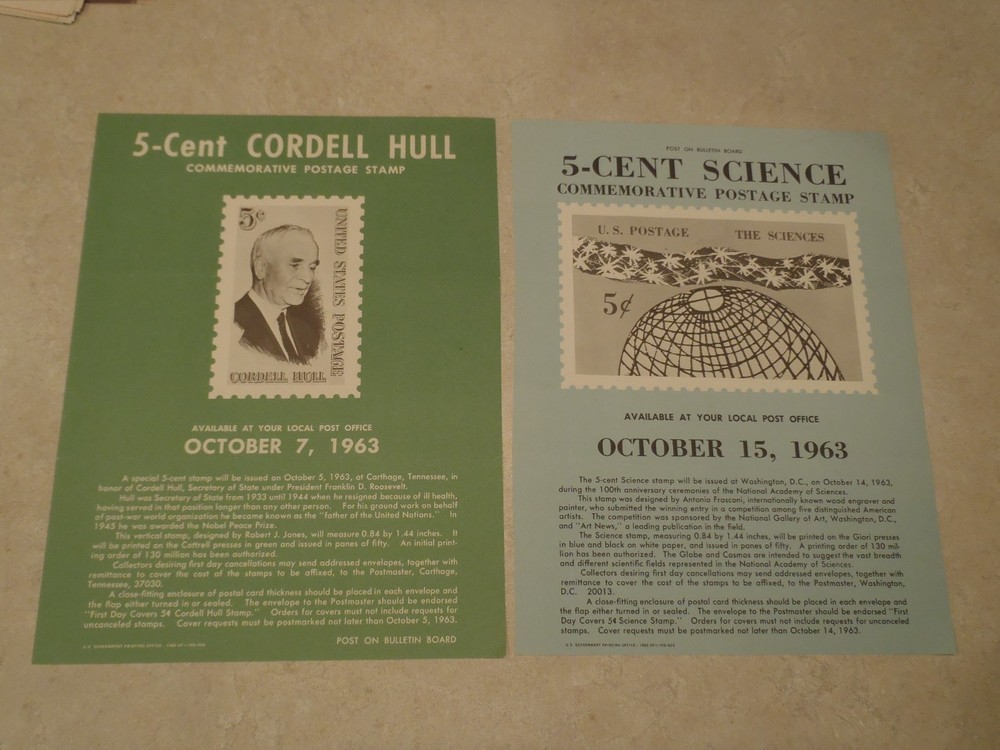 5-Cent CORDELL HULL
COMMEMORATIVE POSTAGE STAMP
5¢
UNITED STATES POSTAGE
CORDELL HULL
AVAILABLE AT YOUR LOCAL POST OFFICE
OCTOBER 7, 1963
A special 5-cent stamp will be issued on October 5, 1963, at Carthage, Tennessee, in
honor of Cordell Hull, Secretary of State under President Franklin D. Roosevelt.
Hull was Secretary of State from 1933 until 1944 when he resigned because of ill health,
having served in that position longer than any other person. For his ground work on behalf
of post-war world organization he became known as the "father of the United Nations." In
1945 he was awarded the Nobel Peace Prize.
This vertical stamp, designed by Robert J. Jones, will measure 0.84 by 1.44 inches. It
will be printed on the Cottrell presses in green and issued in panes of fifty. An initial print-
ing order of 130 million has been authorized.
Collectors desiring first day cancellations may send addressed envelopes, together with
remittance to cover the cost of the stamps to be affixed, to the Postmaster, Carthage,
Tennessee, 37030.
A close-fitting enclosure of postal card thickness should be placed in each envelope and
the flap either turned in or sealed. The envelope to the Postmaster should be endorsed
"First Day Covers 5¢ Cordell Hull Stamp." Orders for covers must not include requests for
uncanceled stamps. Cover requests must be postmarked not later than October 5, 1963.
POST ON BULLETIN BOARD
U.S. GOVERNMENT PRINTING OFFICE
POST ON BULLETIN BOARD
5-CENT SCIENCE
COMMEMORATIVE POSTAGE STAMP
U.S. POSTAGE THE SCIENCES
5¢
AVAILABLE AT YOUR LOCAL POST OFFICE
OCTOBER 15, 1963
The 5-cent Science stamp will be issued at Washington, D.C., on October 14, 1963,
during the 100th anniversary ceremonies of the National Academy of Sciences.
This stamp was designed by Antonio Frasconi, internationally known wood engraver and
painter, who submitted the winning entry in a competition among five distinguished American
artists. The competition was sponsored by the National Gallery of Art, Washington, D.C.,
and "Art News," a leading publication in the field.
The Science stamp, measuring 0.84 by 1.44 inches, will be printed on the Giori presses
in blue and black on white paper, and issued in panes of fifty. A printing order of 130 mil-
lion has been authorized. The Globe and Cosmos are intended to suggest the vast breadth
and different scientific fields represented in the National Academy of Sciences.
Collectors desiring first day cancellations may send addressed envelopes, together with
remittance to cover the cost of the stamps to be affixed, to the Postmaster, Washington,
D.C. 20013.
A close-fitting enclosure of postal card thickness should be placed in each envelope and
the flap either turned in or sealed. The envelope to the Postmaster should be endorsed "First
Day Covers 5¢ Science Stamp." Orders for covers must not include requests for uncanceled
stamps. Cover requests must be postmarked not later than October 14, 1963.
U.S. GOVERNMENT PRINTING OFFICE